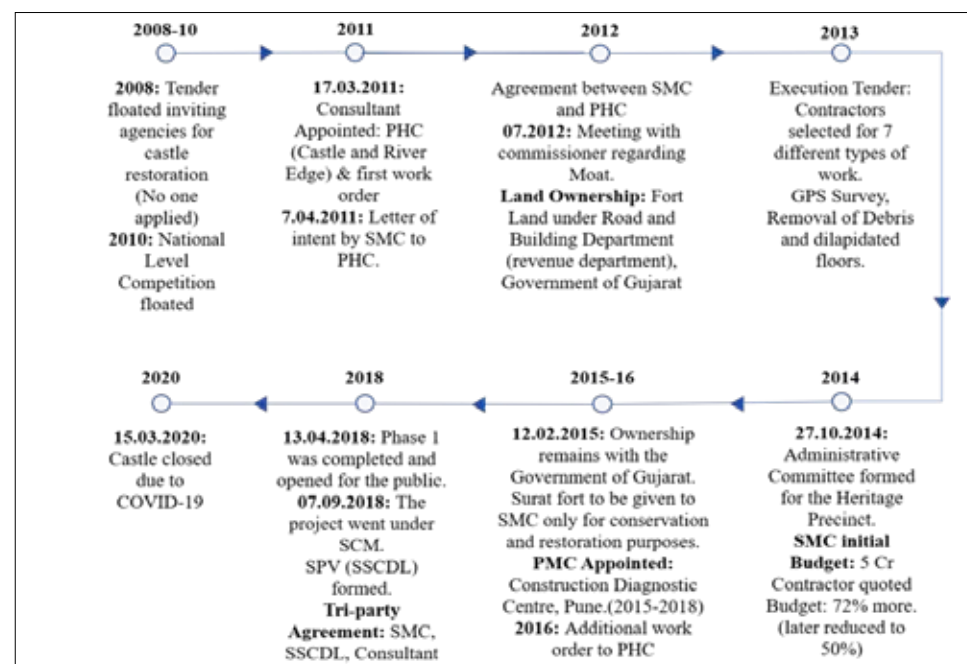 2008-10
2008: Tender
floated inviting
agencies for
castle
restoration
(No one
applied)
2010: National
Level
Competition
floated
2011
17.03.2011:
Consultant
Appointed: PHC
(Castle and River
Edge) & first work
order
7.04.2011: Letter of
intent by SMC to
PHC.
2012
Agreement between SMC
and PHC
07.2012: Meeting with
commissioner regarding
Moat.
Land Ownership: Fort
Land under Road and
Building Department
(revenue department),
Government of Gujarat
2013
Execution Tender:
Contractors
selected for 7
different types of
work.
GPS Survey,
Removal of Debris
and dilapidated
floors.
2014
27.10.2014:
Administrative
Committee formed
for the Heritage
Precinct.
SMC initial
Budget: 5 Cr
Contractor quoted
Budget: 72% more.
(later reduced to
50%)
2015-16
12.02.2015: Ownership
remains with the
Government of Gujarat.
Surat fort to be given to
SMC only for conservation
and restoration purposes.
PMC Appointed:
Construction Diagnostic
Centre, Pune.(2015-2018)
2016: Additional work
order to PHC
2018
13.04.2018: Phase 1
was completed and
opened for the public.
07.09.2018: The
project went under
SCM.
SPV (SSCDL)
formed.
Tri-party
Agreement: SMC,
SSCDL, Consultant
2020
15.03.2020:
Castle closed
due to
COVID-19